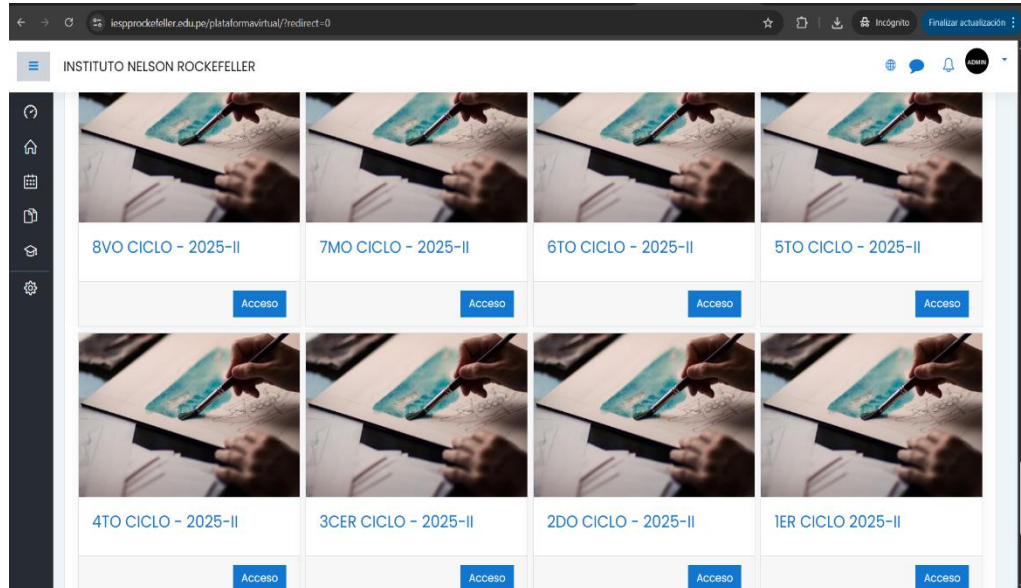 iespprockefeller.edu.pe/plataformavirtual/?redirect=0
Incógnito
Finalizar actualización
INSTITUTO NELSON ROCKEFELLER
ADMIN
8VO CICLO - 2025-II
7MO CICLO - 2025-II
6TO CICLO - 2025-II
5TO CICLO - 2025-II
Acceso
Acceso
Acceso
Acceso
4TO CICLO - 2025-II
3CER CICLO - 2025-II
2DO CICLO - 2025-II
1ER CICLO 2025-II
Acceso
Acceso
Acceso
Acceso